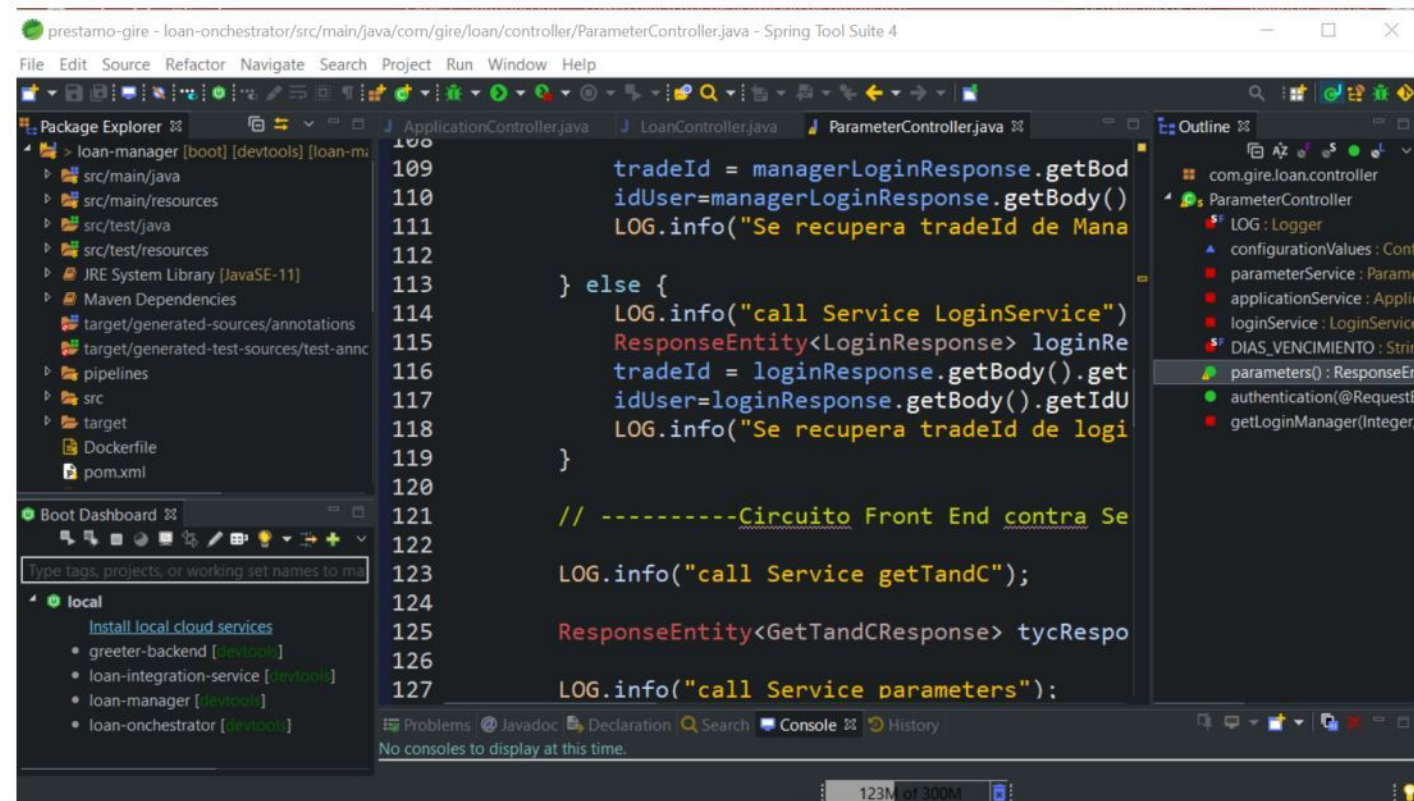 prestamo-gire - loan-onchestrator/src/main/java/com/gire/loan/controller/ParameterController.java - Spring Tool Suite 4
File Edit Source Refactor Navigate Search Project Run Window Help
Package Explorer
> loan-manager [boot] [devtools] [loan-ma
src/main/java
src/main/resources
src/test/java
src/test/resources
JRE System Library [JavaSE-11]
Maven Dependencies
target/generated-sources/annotations
target/generated-test-sources/test-annc
pipelines
src
target
Dockerfile
pom.xml
Boot Dashboard
Type tags, projects, or working set names to ma
local
Install local cloud services
greeter-backend [devtools]
loan-integration-service [devtools]
loan-manager [devtools]
loan-onchestrator [devtools]
ApplicationController.java LoanController.java ParameterController.java
108
109 tradeId = managerLoginResponse.getBod
110 idUser=managerLoginResponse.getBody()
111 LOG.info("Se recupera tradeId de Mana
112
113 } else {
114 LOG.info("call Service LoginService")
115 ResponseEntity<LoginResponse> loginRe
116 tradeId = loginResponse.getBody().get
117 idUser=loginResponse.getBody().getIdU
118 LOG.info("Se recupera tradeId de logi
119 }
120
121 // ----------Circuito Front End contra Se
122
123 LOG.info("call Service getTandC");
124
125 ResponseEntity<GetTandCResponse> tycRespo
126
127 LOG.info("call Service parameters");
Problems @ Javadoc Declaration Search Console History
No consoles to display at this time.
Outline
com.gire.loan.controller
ParameterController
LOG : Logger
configurationValues : Conf
parameterService : Parame
applicationService : Applic
loginService : LoginService
DIAS_VENCIMIENTO : Strin
parameters() : ResponseEn
authentication(@RequestB
getLoginManager(Integer,
123M of 300M